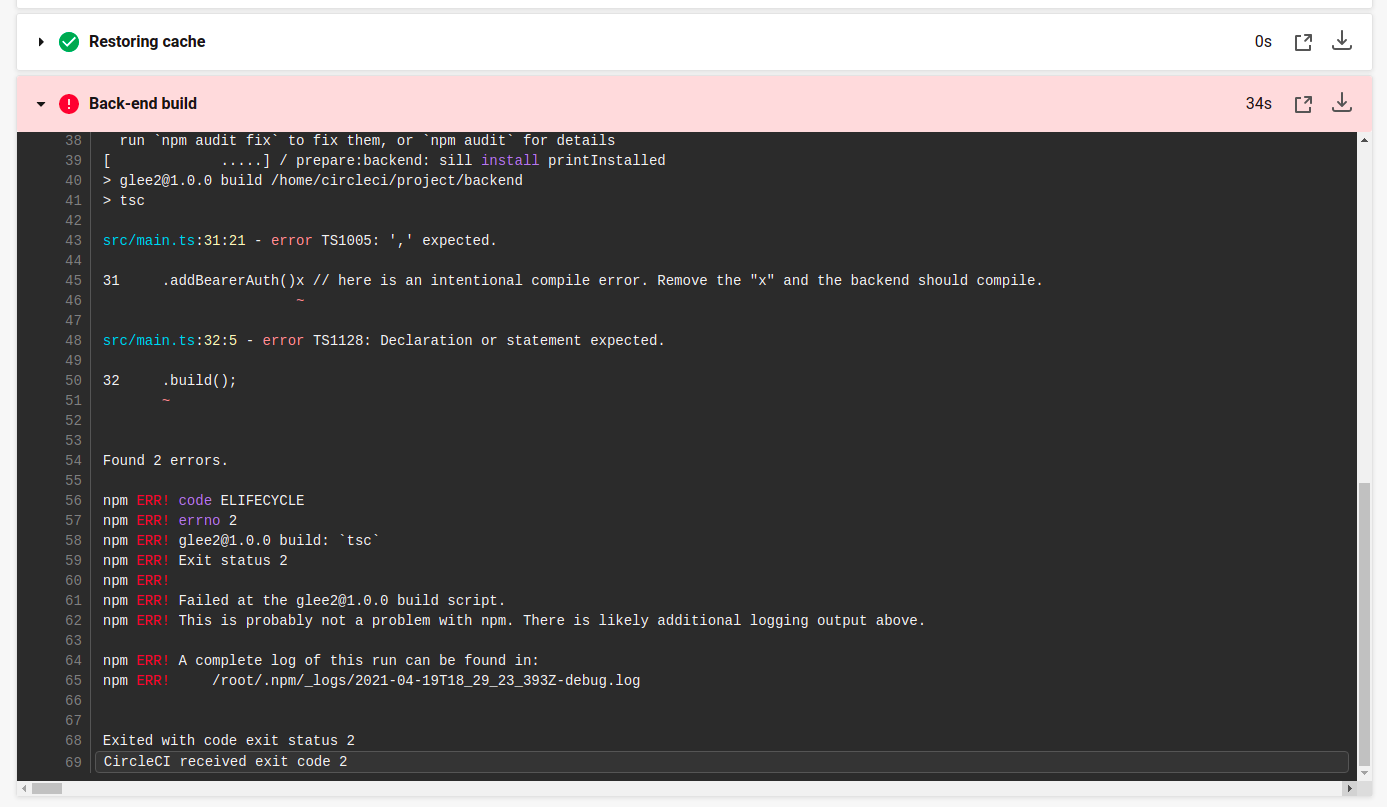 Restoring cache 0s
Back-end build 34s
38 run `npm audit fix` to fix them, or `npm audit` for details
39 [ .....] / prepare:backend: sill install printInstalled
40 > glee2@1.0.0 build /home/circleci/project/backend
41 > tsc
42
43 src/main.ts:31:21 - error TS1005: ',' expected.
44
45 31 .addBearerAuth()x // here is an intentional compile error. Remove the "x" and the backend should compile.
46 ~
47
48 src/main.ts:32:5 - error TS1128: Declaration or statement expected.
49
50 32 .build();
51 ~
52
53
54 Found 2 errors.
55
56 npm ERR! code ELIFECYCLE
57 npm ERR! errno 2
58 npm ERR! glee2@1.0.0 build: `tsc`
59 npm ERR! Exit status 2
60 npm ERR!
61 npm ERR! Failed at the glee2@1.0.0 build script.
62 npm ERR! This is probably not a problem with npm. There is likely additional logging output above.
63
64 npm ERR! A complete log of this run can be found in:
65 npm ERR! /root/.npm/_logs/2021-04-19T18_29_23_393Z-debug.log
66
67
68 Exited with code exit status 2
69 CircleCI received exit code 2